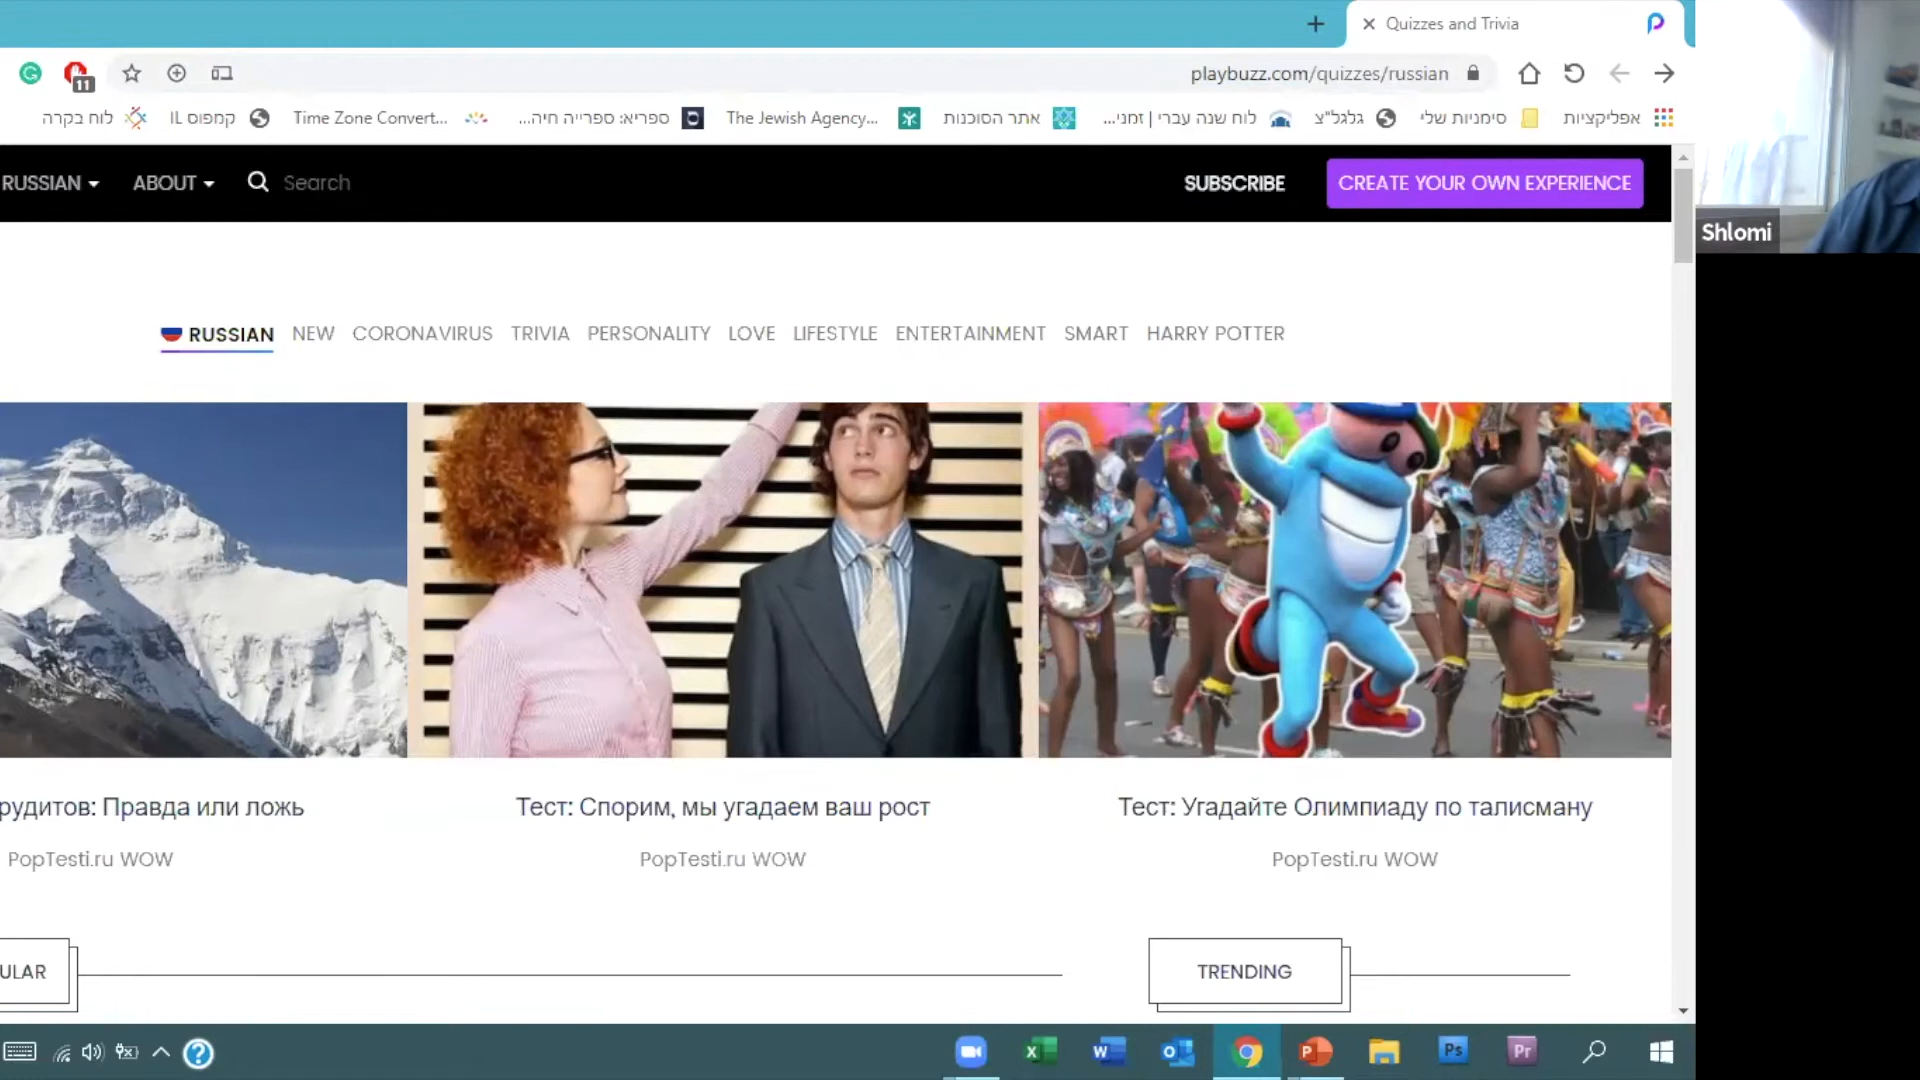 Quizzes and Trivia
11
playbuzz.com/quizzes/russian
אפליקציות
סימניות שלי
גלגל"צ
לוח שנה עברי | זמני...
אתר הסוכנות
The Jewish Agency...
ספריא: ספרייה חיה...
Time Zone Convert...
קמפוס IL
לוח בקרה
RUSSIAN ABOUT Search SUBSCRIBE CREATE YOUR OWN EXPERIENCE
Shlomi
RUSSIAN NEW CORONAVIRUS TRIVIA PERSONALITY LOVE LIFESTYLE ENTERTAINMENT SMART HARRY POTTER
рудитов: Правда или ложь
PopTesti.ru WOW
Тест: Спорим, мы угадаем ваш рост
PopTesti.ru WOW
Тест: Угадайте Олимпиаду по талисману
PopTesti.ru WOW
ULAR
TRENDING